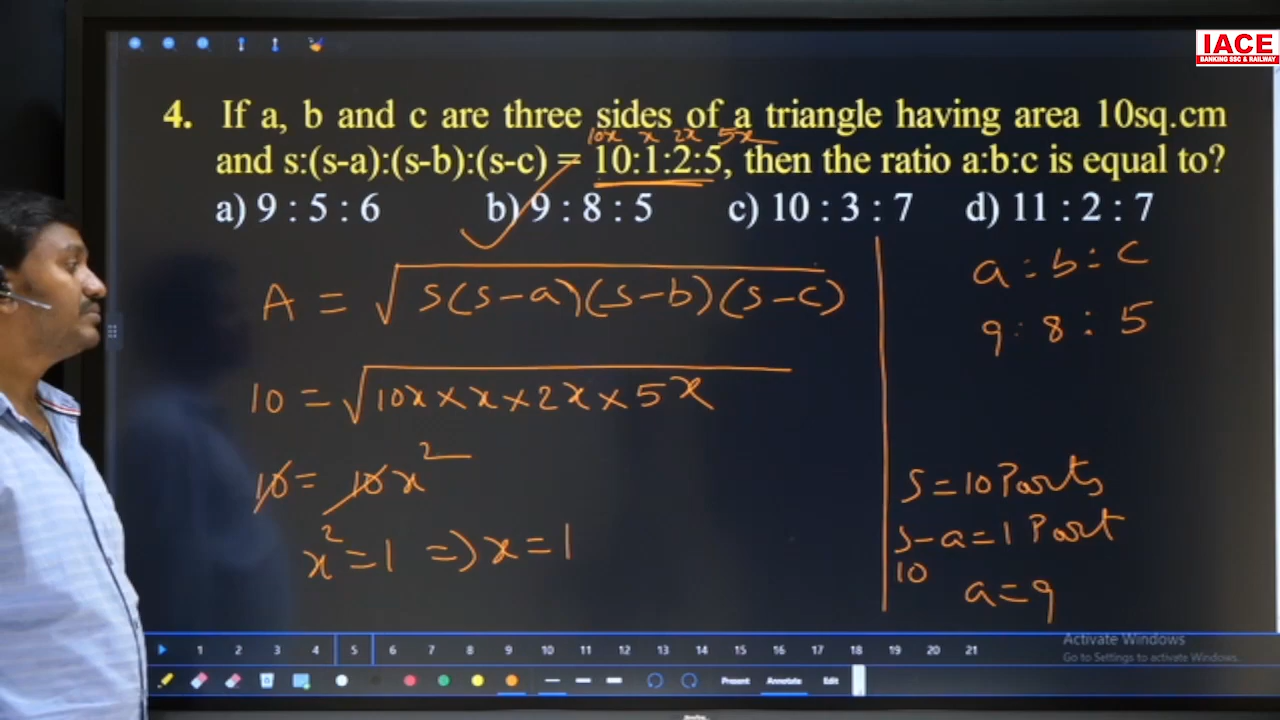 IACE
BANKING SSC & RAILWAY
4. If a, b and c are three sides of a triangle having area 10sq.cm
10x x 2x 5x
and s:(s-a):(s-b):(s-c) = 10:1:2:5, then the ratio a:b:c is equal to?
a) 9 : 5 : 6 b) 9 : 8 : 5 c) 10 : 3 : 7 d) 11 : 2 : 7
A = √s(s-a)(s-b)(s-c)
10 = √10x × x × 2x × 5x
10 = 10x²
x² = 1 => x = 1
a : b : c
9 : 8 : 5
s = 10 Parts
s-a = 1 Part
10
a = 9
Activate Windows
Go to Settings to activate Windows.
1 2 3 4 5 6 7 8 9 10 11 12 13 14 15 16 17 18 19 20 21
Present Annotate Edit